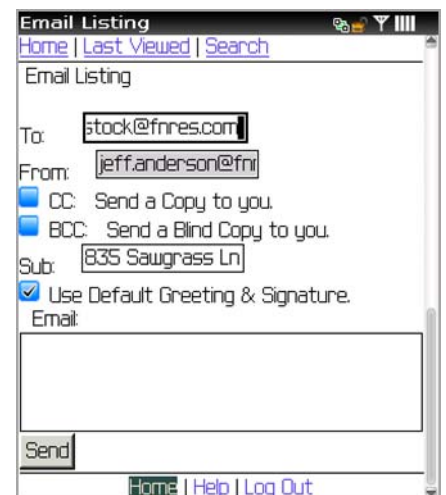 Email Listing
Home | Last Viewed | Search
Email Listing
To: stock@fnres.com
From: jeff.anderson@fnr
CC: Send a Copy to you.
BCC: Send a Blind Copy to you.
Sub: 835 Sawgrass Ln
Use Default Greeting & Signature.
Email:
Send
Home | Help | Log Out